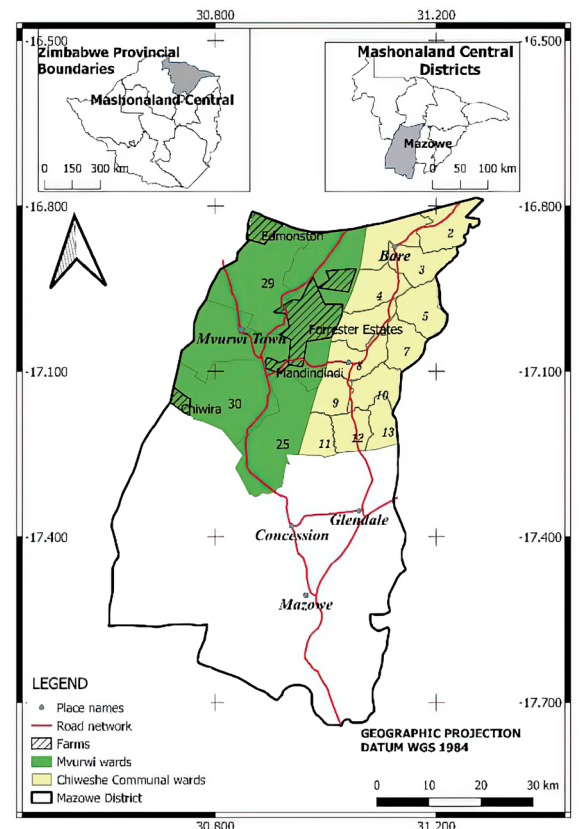 30.800 31.200
-16.500 -16.500
Zimbabwe Provincial
Boundaries
Mashonaland Central
0 150 300 km
Mashonaland Central
Districts
Mazowe
0 50 100 km
-16.800 -16.800
Edmonston
2
Bare
3
29
4
5
Forrester Estates
Mvurwi Town
7
-17.100 -17.100
Mandindindi
8
Chiwira
30
9
10
25
11
12
13
Glendale
Concession
-17.400 -17.400
Mazowe
LEGEND
Place names
Road network
Farms
Mvurwi wards
Chiweshe Communal wards
Mazowe District
-17.700
GEOGRAPHIC PROJECTION
DATUM WGS 1984
0 10 20 30 km
30.800 31.200